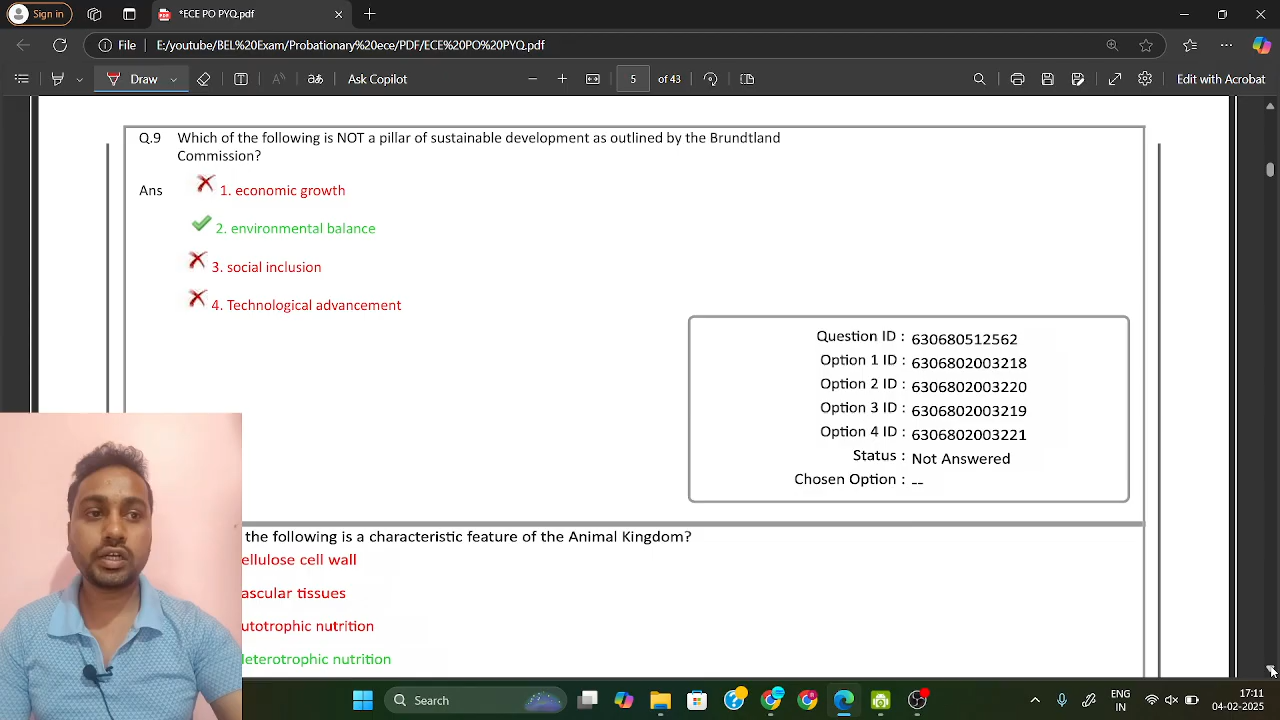 Sign in
*ECE PO PYQ.pdf
File E:/youtube/BEL%20Exam/Probationary%20ece/PDF/ECE%20PO%20PYQ.pdf
Draw
Ask Copilot
5 of 43
Edit with Acrobat
Q.9 Which of the following is NOT a pillar of sustainable development as outlined by the Brundtland
Commission?
Ans 1. economic growth
2. environmental balance
3. social inclusion
4. Technological advancement
Question ID : 630680512562
Option 1 ID : 6306802003218
Option 2 ID : 6306802003220
Option 3 ID : 6306802003219
Option 4 ID : 6306802003221
Status : Not Answered
Chosen Option : --
the following is a characteristic feature of the Animal Kingdom?
ellulose cell wall
ascular tissues
utotrophic nutrition
eterotrophic nutrition
Search
ENG
IN
17:11
04-02-2025